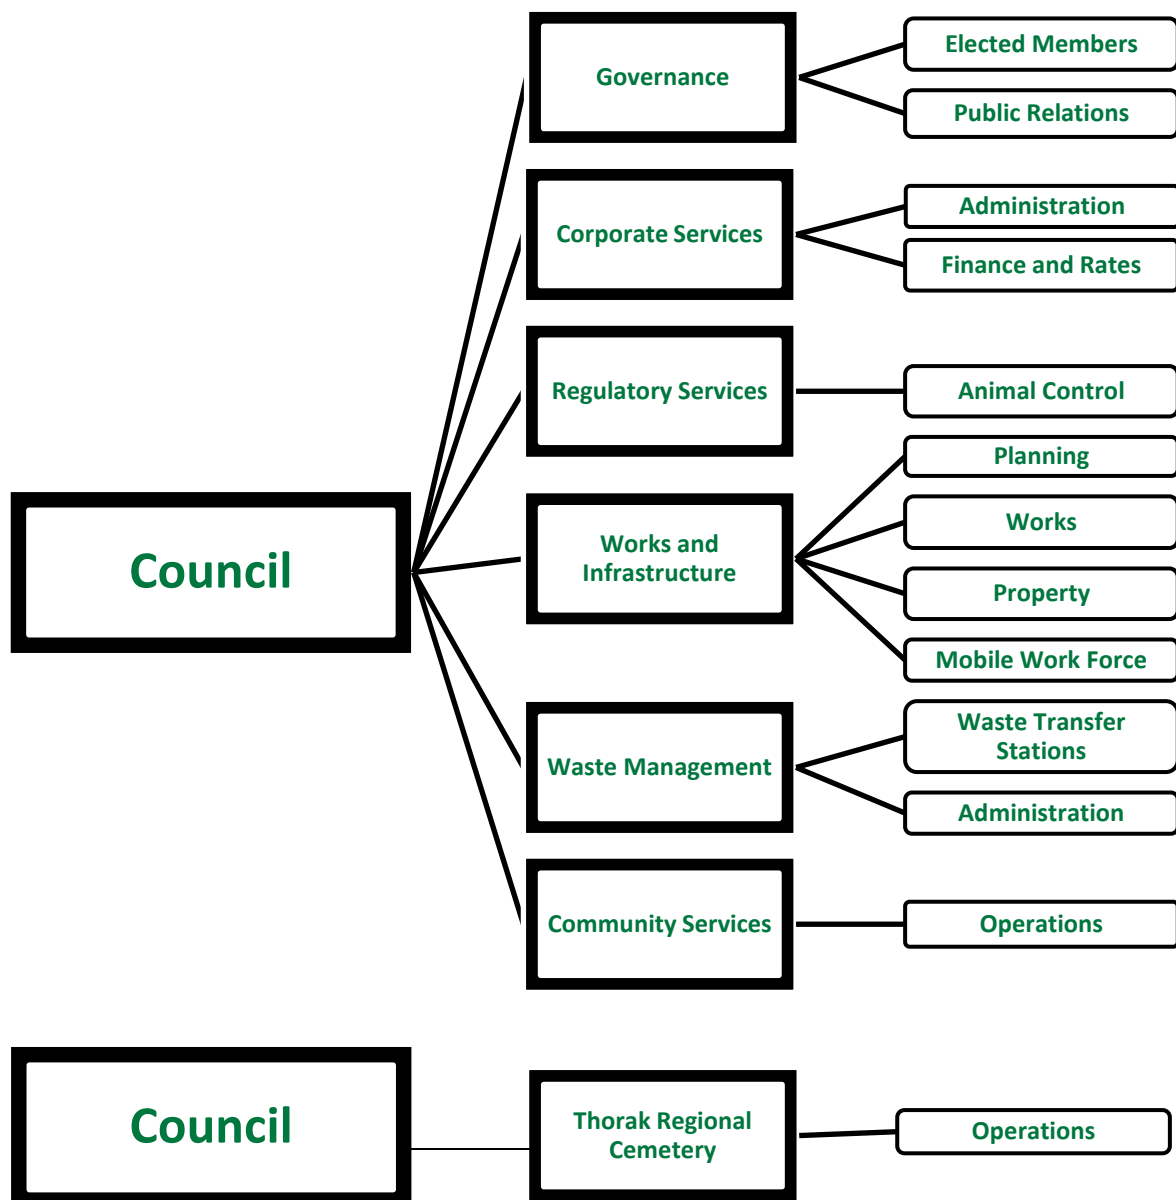 Council
Governance
Elected Members
Public Relations
Corporate Services
Administration
Finance and Rates
Regulatory Services
Animal Control
Works and
Infrastructure
Planning
Works
Property
Mobile Work Force
Waste Management
Waste Transfer
Stations
Administration
Community Services
Operations
Council
Thorak Regional
Cemetery
Operations